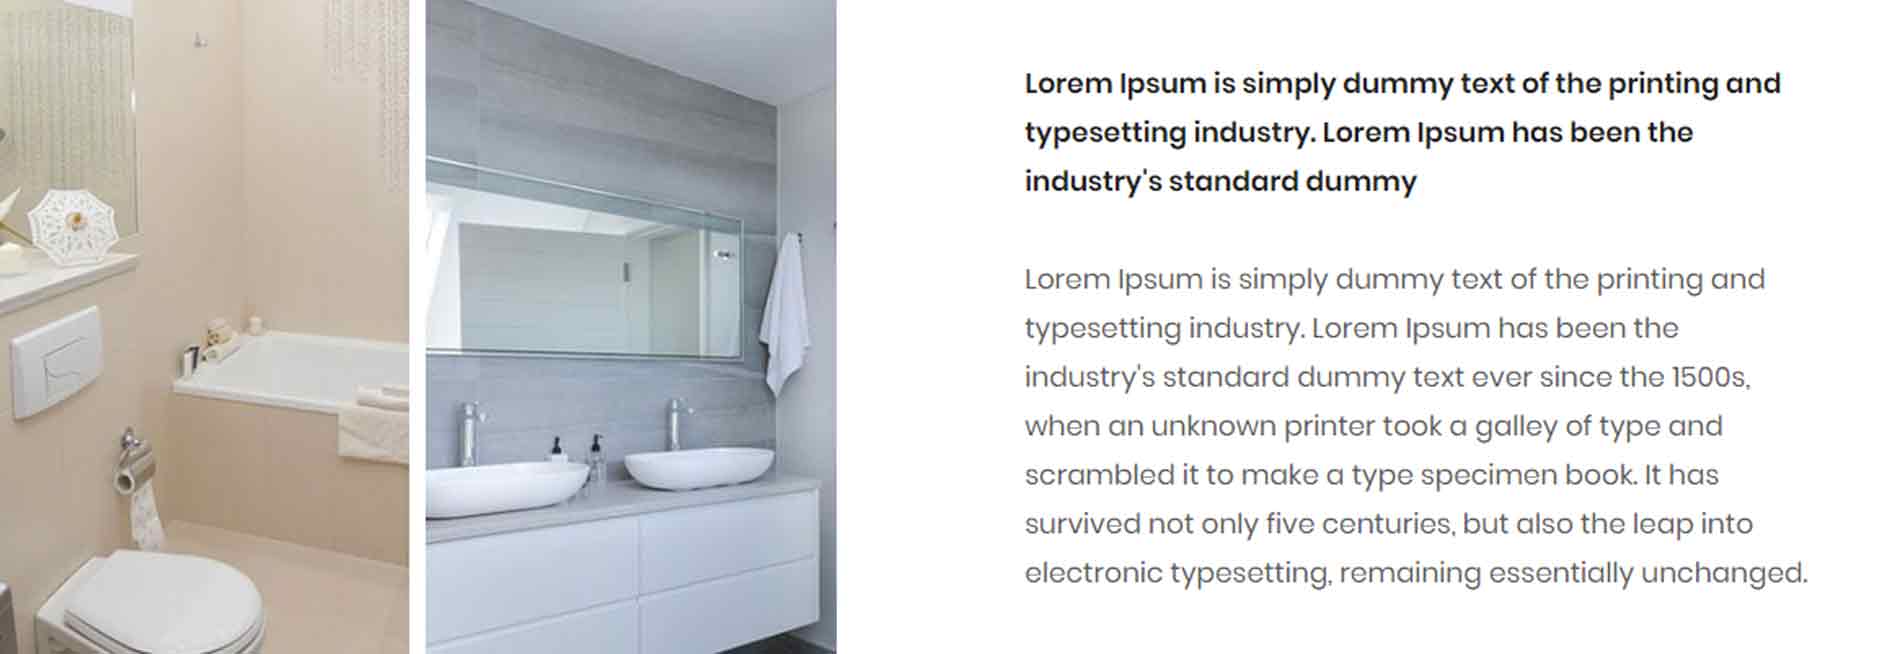 Lorem Ipsum is simply dummy text of the printing and
typesetting industry. Lorem Ipsum has been the
industry's standard dummy
Lorem Ipsum is simply dummy text of the printing and
typesetting industry. Lorem Ipsum has been the
industry's standard dummy text ever since the 1500s,
when an unknown printer took a galley of type and
scrambled it to make a type specimen book. It has
survived not only five centuries, but also the leap into
electronic typesetting, remaining essentially unchanged.